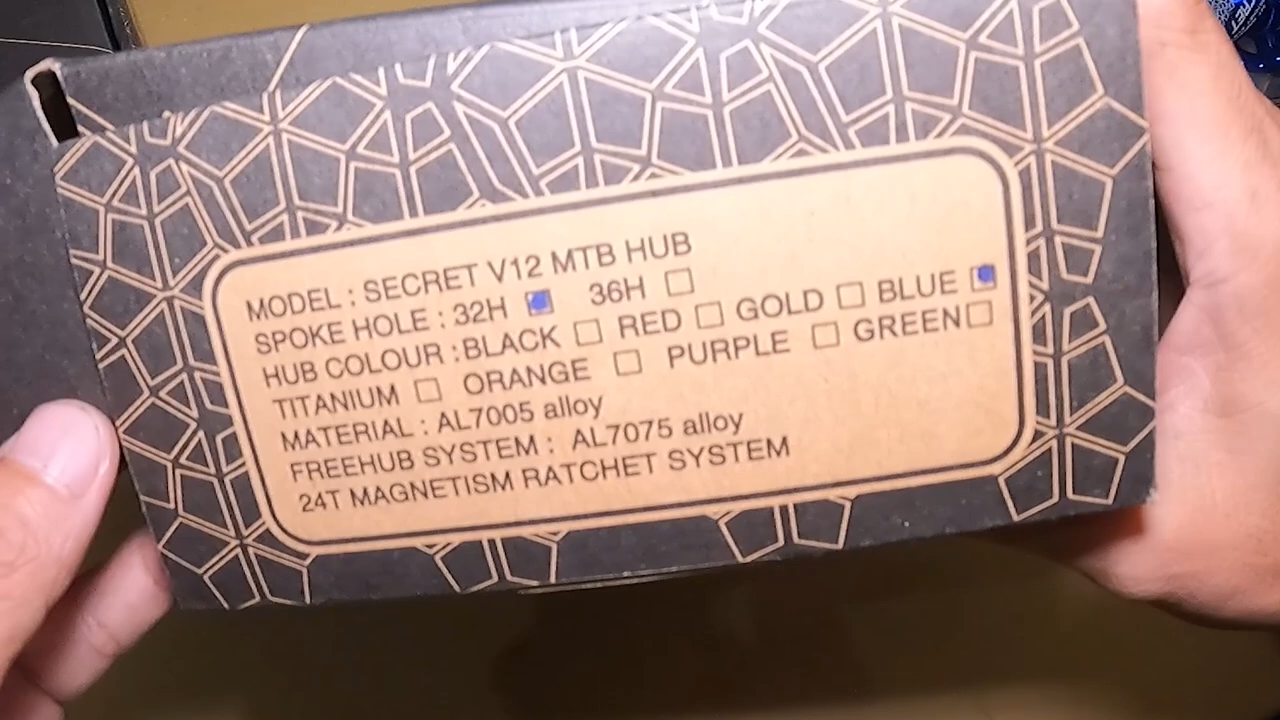 MODEL : SECRET V12 MTB HUB
SPOKE HOLE : 32H 36H
HUB COLOUR :BLACK RED GOLD BLUE
TITANIUM ORANGE PURPLE GREEN
MATERIAL : AL7005 alloy
FREEHUB SYSTEM : AL7075 alloy
24T MAGNETISM RATCHET SYSTEM